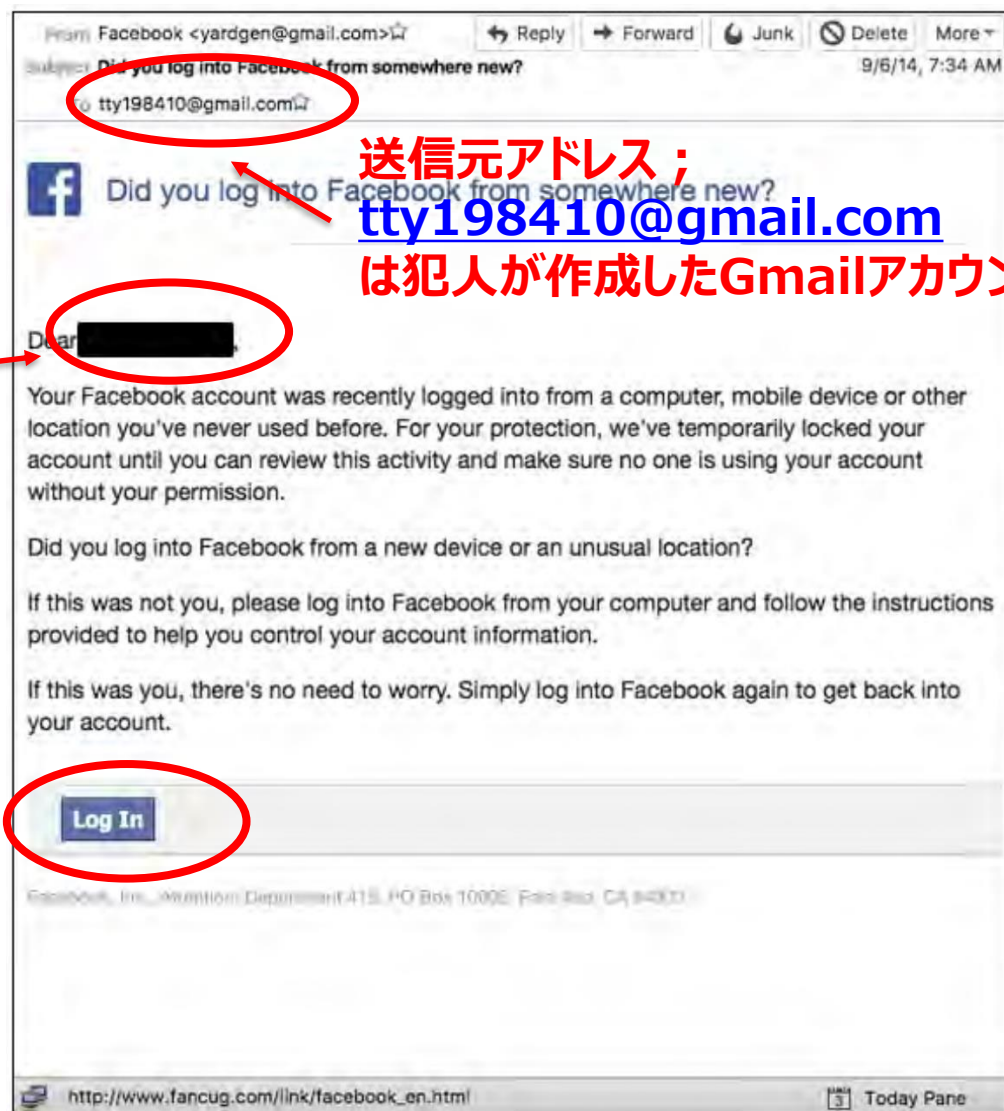 From Facebook <yardgen@gmail.com>
Reply Forward Junk Delete More
Subject Did you log into Facebook from somewhere new?
9/6/14, 7:34 AM
To tty198410@gmail.com
送信元アドレス;
Did you log into Facebook from somewhere new?
tty198410@gmail.com
は犯人が作成したGmailアカウン
Dear ,
Your Facebook account was recently logged into from a computer, mobile device or other
location you've never used before. For your protection, we've temporarily locked your
account until you can review this activity and make sure no one is using your account
without your permission.
Did you log into Facebook from a new device or an unusual location?
If this was not you, please log into Facebook from your computer and follow the instructions
provided to help you control your account information.
If this was you, there's no need to worry. Simply log into Facebook again to get back into
your account.
Log In
Facebook, Inc., Department 415, PO Box CA
http://www.fancug.com/link/facebook_en.html
Today Pane